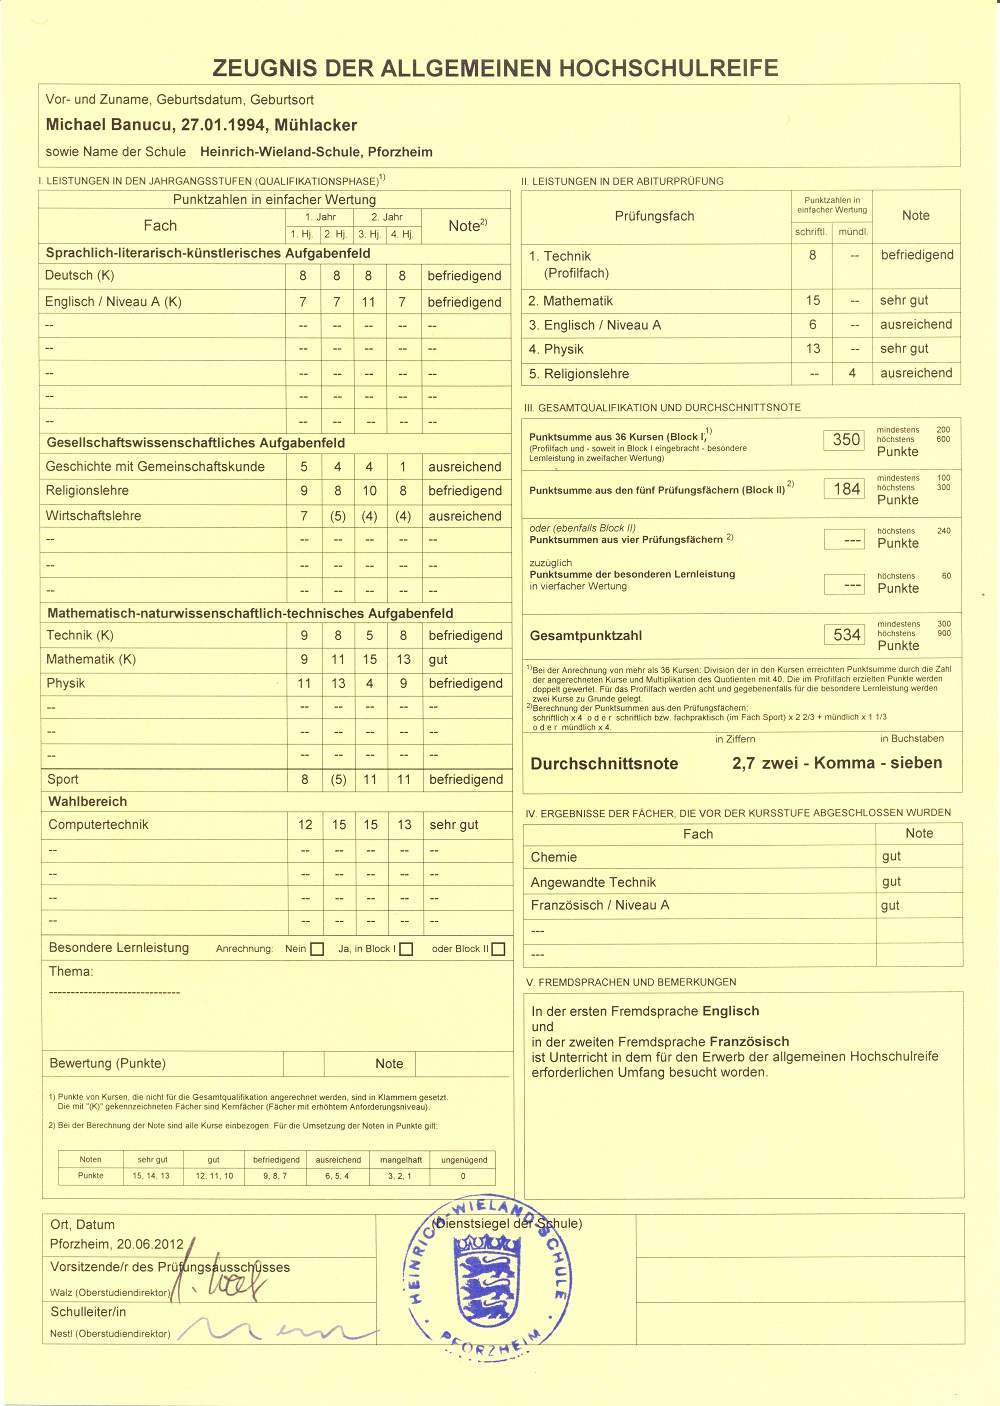 ZEUGNIS DER ALLGEMEINEN HOCHSCHULREIFE
Vor- und Zuname, Geburtsdatum, Geburtsort
Michael Banucu, 27.01.1994, Mühlacker
sowie Name der Schule Heinrich-Wieland-Schule, Pforzheim
I. LEISTUNGEN IN DEN JAHRGANGSSTUFEN (QUALIFIKATIONSPHASE)1)
Punktzahlen in einfacher Wertung
Fach 1. Jahr 2. Jahr Note2)
1. Hj. 2. Hj. 3. Hj. 4. Hj.
Sprachlich-literarisch-künstlerisches Aufgabenfeld
Deutsch (K) 8 8 8 8 befriedigend
Englisch / Niveau A (K) 7 7 11 7 befriedigend
-- -- -- -- -- --
-- -- -- -- -- --
-- -- -- -- -- --
-- -- -- -- -- --
-- -- -- -- -- --
Gesellschaftswissenschaftliches Aufgabenfeld
Geschichte mit Gemeinschaftskunde 5 4 4 1 ausreichend
Religionslehre 9 8 10 8 befriedigend
Wirtschaftslehre 7 (5) (4) (4) ausreichend
-- -- -- -- -- --
-- -- -- -- -- --
-- -- -- -- -- --
Mathematisch-naturwissenschaftlich-technisches Aufgabenfeld
Technik (K) 9 8 5 8 befriedigend
Mathematik (K) 9 11 15 13 gut
Physik 11 13 4 9 befriedigend
-- -- -- -- -- --
-- -- -- -- -- --
-- -- -- -- -- --
Sport 8 (5) 11 11 befriedigend
Wahlbereich
Computertechnik 12 15 15 13 sehr gut
-- -- -- -- -- --
-- -- -- -- -- --
-- -- -- -- -- --
-- -- -- -- -- --
Besondere Lernleistung Anrechnung: Nein Ja, in Block I oder Block II
Thema:
------------------------------
Bewertung (Punkte) Note
1) Punkte von Kursen, die nicht für die Gesamtqualifikation angerechnet werden, sind in Klammern gesetzt.
Die mit "(K)" gekennzeichneten Fächer sind Kernfächer (Fächer mit erhöhtem Anforderungsniveau).
2) Bei der Berechnung der Note sind alle Kurse einbezogen. Für die Umsetzung der Noten in Punkte gilt:
Noten sehr gut gut befriedigend ausreichend mangelhaft ungenügend
Punkte 15, 14, 13 12, 11, 10 9, 8, 7 6, 5, 4 3, 2, 1 0
II. LEISTUNGEN IN DER ABITURPRÜFUNG
Prüfungsfach Punktzahlen in einfacher Wertung Note
schriftl. mündl.
1. Technik 8 -- befriedigend
(Profilfach)
2. Mathematik 15 -- sehr gut
3. Englisch / Niveau A 6 -- ausreichend
4. Physik 13 -- sehr gut
5. Religionslehre -- 4 ausreichend
III. GESAMTQUALIFIKATION UND DURCHSCHNITTSNOTE
Punktsumme aus 36 Kursen (Block I,1) 350 mindestens 200
(Profilfach und - soweit in Block I eingebracht - besondere höchstens 600
Lernleistung in zweifacher Wertung) Punkte
Punktsumme aus den fünf Prüfungsfächern (Block II)2) 184 mindestens 100
höchstens 300
Punkte
oder (ebenfalls Block II)
Punktsummen aus vier Prüfungsfächern 2) --- höchstens 240
Punkte
zuzüglich
Punktsumme der besonderen Lernleistung --- höchstens 60
in vierfacher Wertung Punkte
Gesamtpunktzahl 534 mindestens 300
höchstens 900
Punkte
1)Bei der Anrechnung von mehr als 36 Kursen: Division der in den Kursen erreichten Punktsumme durch die Zahl
der angerechneten Kurse und Multiplikation des Quotienten mit 40. Die im Profilfach erzielten Punkte werden
doppelt gewertet. Für das Profilfach werden acht und gegebenenfalls für die besondere Lernleistung werden
zwei Kurse zu Grunde gelegt.
2)Berechnung der Punktsummen aus den Prüfungsfächern:
schriftlich x 4 o d e r schriftlich bzw. fachpraktisch (im Fach Sport) x 2 2/3 + mündlich x 1 1/3
o d e r mündlich x 4.
in Ziffern in Buchstaben
Durchschnittsnote 2,7 zwei - Komma - sieben
IV. ERGEBNISSE DER FÄCHER, DIE VOR DER KURSSTUFE ABGESCHLOSSEN WURDEN
Fach Note
Chemie gut
Angewandte Technik gut
Französisch / Niveau A gut
---
---
V. FREMDSPRACHEN UND BEMERKUNGEN
In der ersten Fremdsprache Englisch
und
in der zweiten Fremdsprache Französisch
ist Unterricht in dem für den Erwerb der allgemeinen Hochschulreife
erforderlichen Umfang besucht worden.
Ort, Datum
Pforzheim, 20.06.2012
Vorsitzende/r des Prüfungsausschusses
Walz (Oberstudiendirektor)
Schulleiter/in
Nestl (Oberstudiendirektor)
(Dienstsiegel der Schule)
HEINRICH-WIELAND-SCHULE
PFORZHEIM